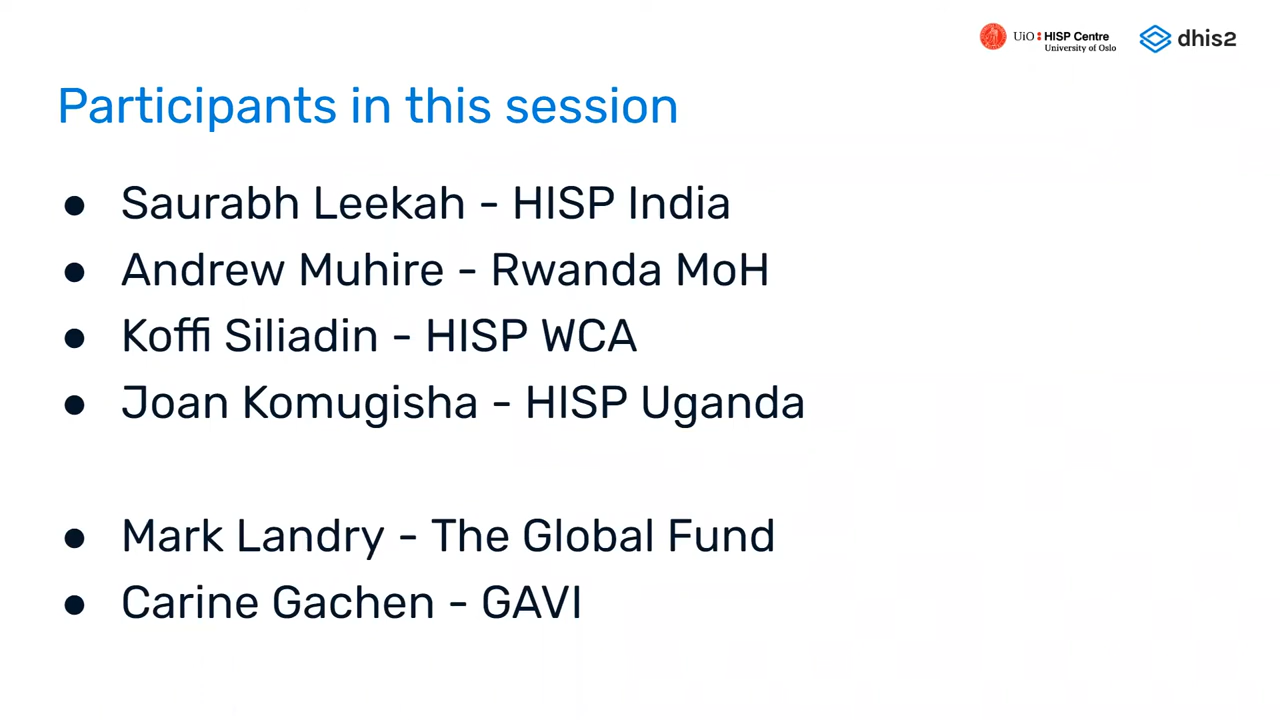 UiO HISP Centre
University of Oslo
dhis2
Participants in this session
● Saurabh Leekah - HISP India
● Andrew Muhire - Rwanda MoH
● Koffi Siliadin - HISP WCA
● Joan Komugisha - HISP Uganda
● Mark Landry - The Global Fund
● Carine Gachen - GAVI